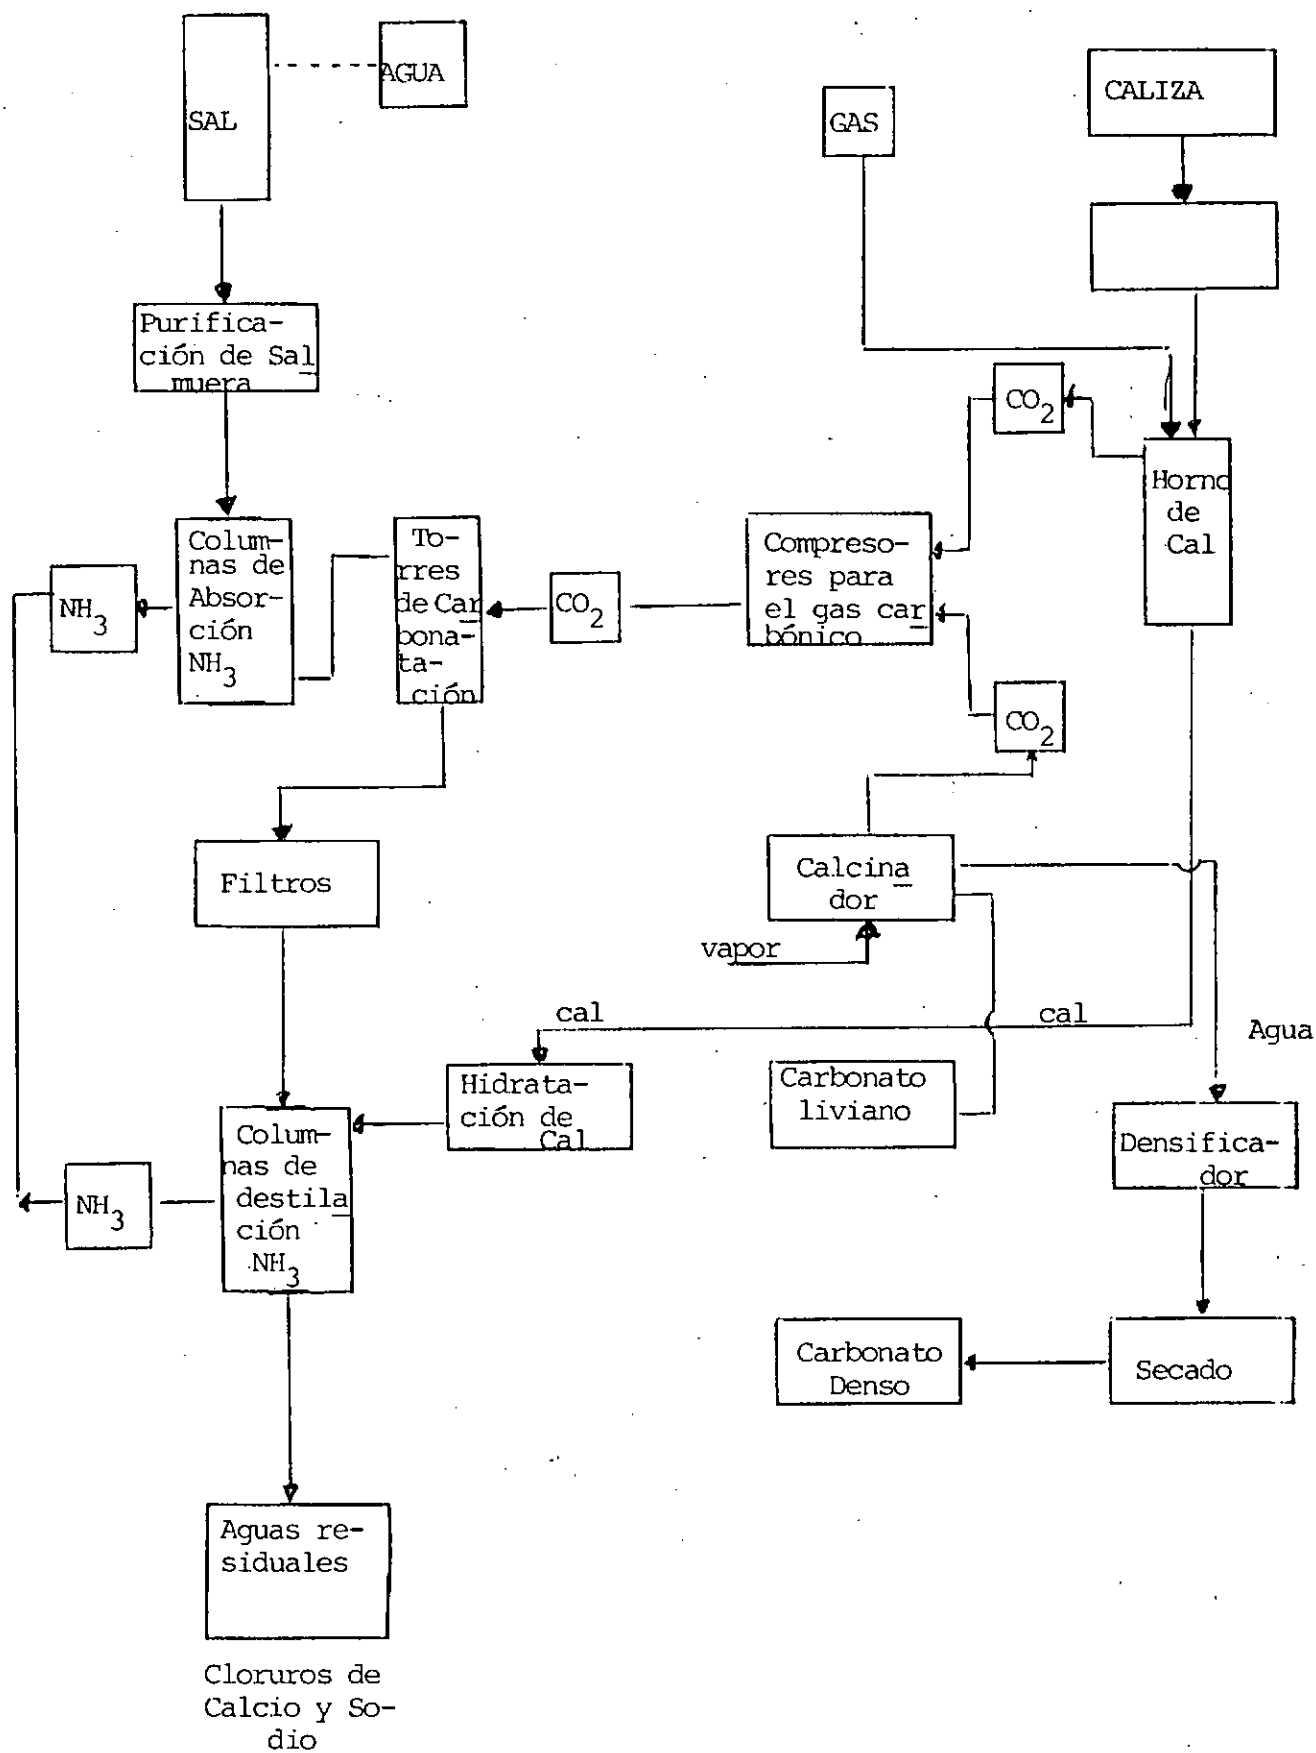 SAL
AGUA
GAS
CALIZA
Purifica-
ción de Sal
muera
CO2
Horno
de
Cal
Colum-
nas de
Absor-
ción
NH3
To-
rres
de Car
bona-
ta-
ción
CO2
Compreso-
res para
el gas car
bónico
NH3
CO2
Filtros
Calcina
dor
vapor
cal
cal
Agua
Hidrata-
ción de
Cal
Carbonato
liviano
Densifica-
dor
Colum-
nas de
destila
ción
NH3
NH3
Carbonato
Denso
Secado
Aguas re-
siduales
Cloruros de
Calcio y So-
dio